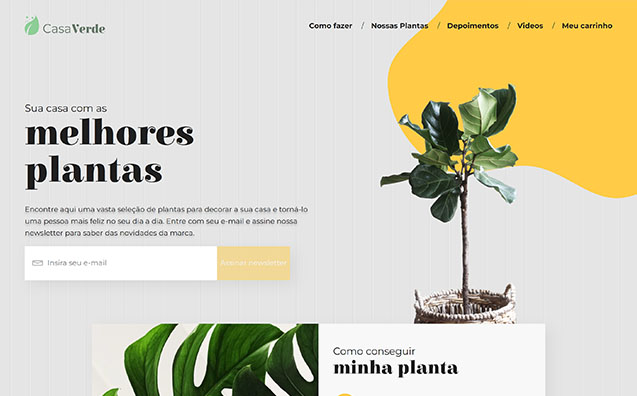 CasaVerde
Como fazer / Nossas Plantas / Depoimentos / Videos / Meu carrinho
Sua casa com as
melhores
plantas
Encontre aqui uma vasta seleção de plantas para decorar a sua casa e torná-lo
uma pessoa mais feliz no seu dia a dia. Entre com seu e-mail e assine nossa
newsletter para saber das novidades da marca.
Insira seu e-mail
Assinar newsletter
Como conseguir
minha planta